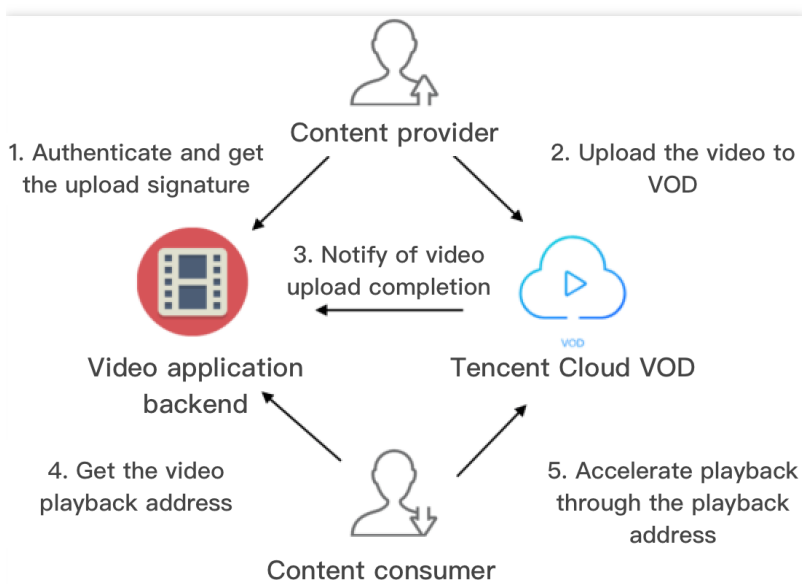 Content provider
1. Authenticate and get
the upload signature
2. Upload the video to
VOD
3. Notify of video
upload completion
VOD
Video application
backend
Tencent Cloud VOD
4. Get the video
playback address
5. Accelerate playback
through the playback
address
Content consumer